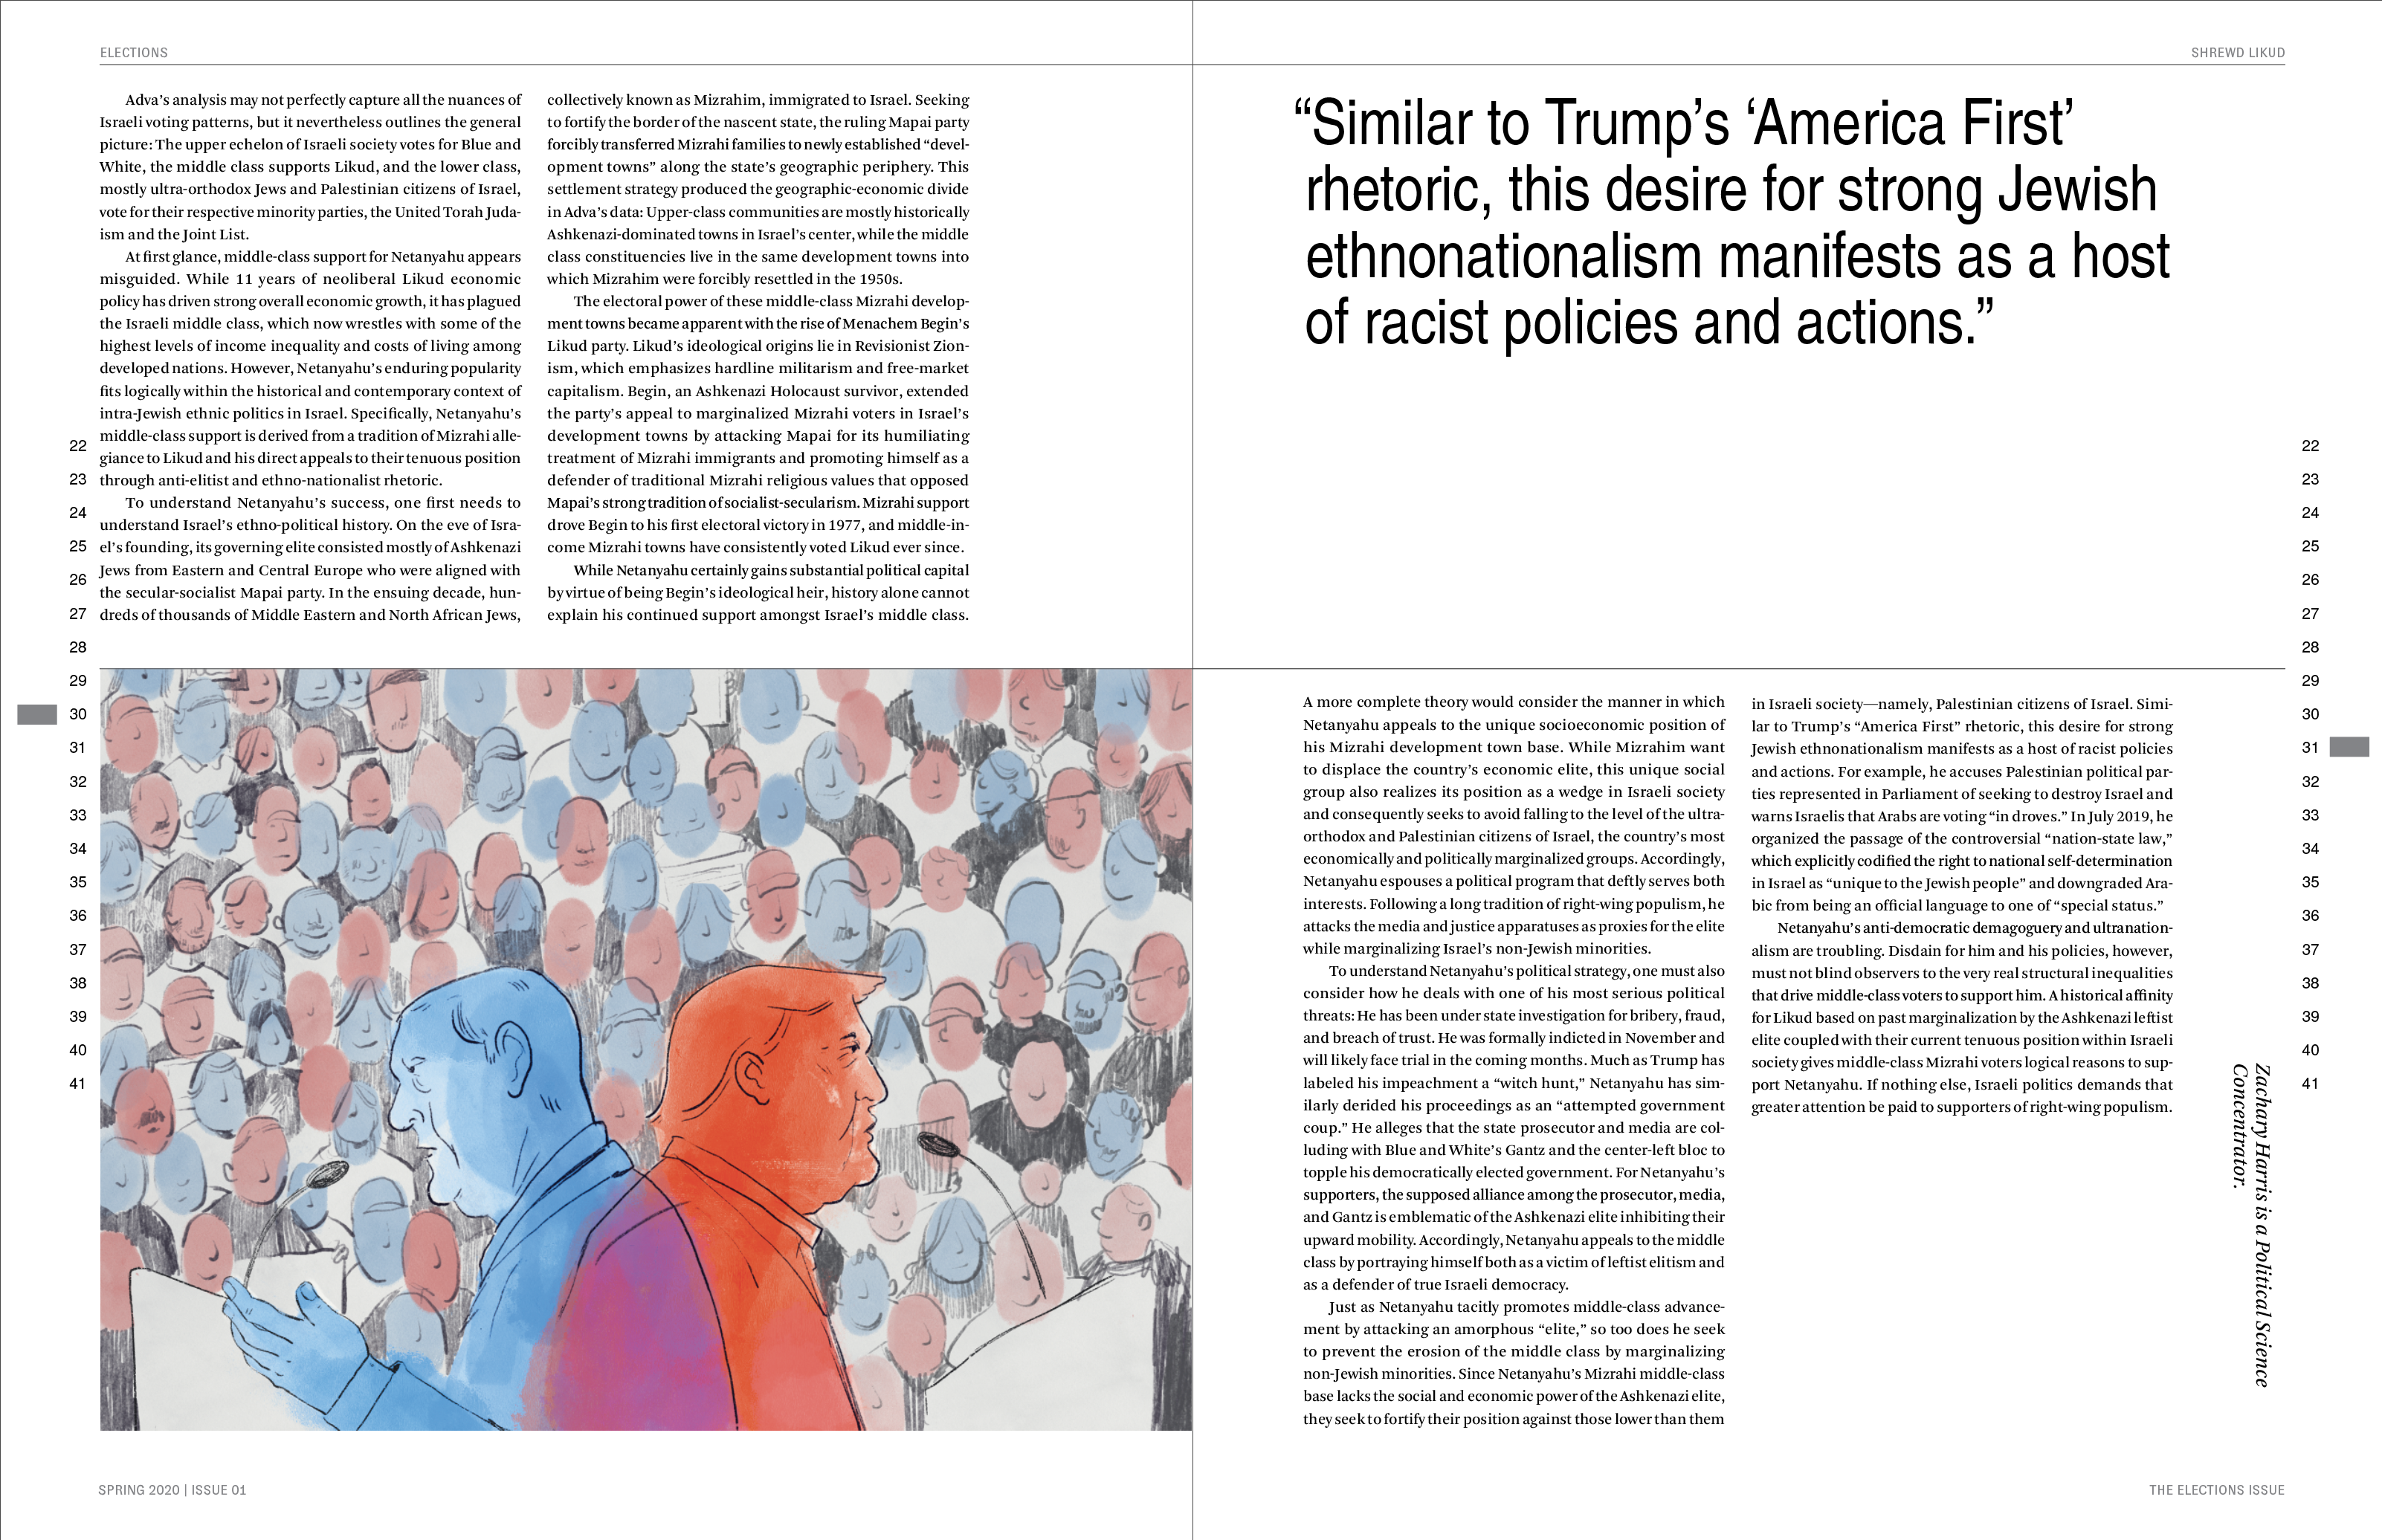 ELECTIONS
Adva’s analysis may not perfectly capture all the nuances of
Israeli voting patterns, but it nevertheless outlines the general
picture: The upper echelon of Israeli society votes for Blue and
White, the middle class supports Likud, and the lower class,
mostly ultra-orthodox Jews and Palestinian citizens of Israel,
vote for their respective minority parties, the United Torah Juda-
ism and the Joint List.
At first glance, middle-class support for Netanyahu appears
misguided. While 11 years of neoliberal Likud economic
policy has driven strong overall economic growth, it has plagued
the Israeli middle class, which now wrestles with some of the
highest levels of income inequality and costs of living among
developed nations. However, Netanyahu’s enduring popularity
fits logically within the historical and contemporary context of
intra-Jewish ethnic politics in Israel. Specifically, Netanyahu’s
middle-class support is derived from a tradition of Mizrahi alle-
giance to Likud and his direct appeals to their tenuous position
through anti-elitist and ethno-nationalist rhetoric.
To understand Netanyahu’s success, one first needs to
understand Israel’s ethno-political history. On the eve of Isra-
el’s founding, its governing elite consisted mostly of Ashkenazi
Jews from Eastern and Central Europe who were aligned with
the secular-socialist Mapai party. In the ensuing decade, hun-
dreds of thousands of Middle Eastern and North African Jews,
collectively known as Mizrahim, immigrated to Israel. Seeking
to fortify the border of the nascent state, the ruling Mapai party
forcibly transferred Mizrahi families to newly established “devel-
opment towns” along the state’s geographic periphery. This
settlement strategy produced the geographic-economic divide
in Adva’s data: Upper-class communities are mostly historically
Ashkenazi-dominated towns in Israel’s center, while the middle
class constituencies live in the same development towns into
which Mizrahim were forcibly resettled in the 1950s.
The electoral power of these middle-class Mizrahi develop-
ment towns became apparent with the rise of Menachem Begin’s
Likud party. Likud’s ideological origins lie in Revisionist Zion-
ism, which emphasizes hardline militarism and free-market
capitalism. Begin, an Ashkenazi Holocaust survivor, extended
the party’s appeal to marginalized Mizrahi voters in Israel’s
development towns by attacking Mapai for its humiliating
treatment of Mizrahi immigrants and promoting himself as a
defender of traditional Mizrahi religious values that opposed
Mapai’s strong tradition of socialist-secularism. Mizrahi support
drove Begin to his first electoral victory in 1977, and middle-in-
come Mizrahi towns have consistently voted Likud ever since.
While Netanyahu certainly gains substantial political capital
by virtue of being Begin’s ideological heir, history alone cannot
explain his continued support amongst Israel’s middle class.
22
23
24
25
26
27
28
29
30
31
32
33
34
35
36
37
38
39
40
41
SPRING 2020 | ISSUE 01
SHREWD LIKUD
“Similar to Trump’s ‘America First’
rhetoric, this desire for strong Jewish
ethnonationalism manifests as a host
of racist policies and actions.”
A more complete theory would consider the manner in which
Netanyahu appeals to the unique socioeconomic position of
his Mizrahi development town base. While Mizrahim want
to displace the country’s economic elite, this unique social
group also realizes its position as a wedge in Israeli society
and consequently seeks to avoid falling to the level of the ultra-
orthodox and Palestinian citizens of Israel, the country’s most
economically and politically marginalized groups. Accordingly,
Netanyahu espouses a political program that deftly serves both
interests. Following a long tradition of right-wing populism, he
attacks the media and justice apparatuses as proxies for the elite
while marginalizing Israel’s non-Jewish minorities.
To understand Netanyahu’s political strategy, one must also
consider how he deals with one of his most serious political
threats: He has been under state investigation for bribery, fraud,
and breach of trust. He was formally indicted in November and
will likely face trial in the coming months. Much as Trump has
labeled his impeachment a “witch hunt,” Netanyahu has sim-
ilarly derided his proceedings as an “attempted government
coup.” He alleges that the state prosecutor and media are col-
luding with Blue and White’s Gantz and the center-left bloc to
topple his democratically elected government. For Netanyahu’s
supporters, the supposed alliance among the prosecutor, media,
and Gantz is emblematic of the Ashkenazi elite inhibiting their
upward mobility. Accordingly, Netanyahu appeals to the middle
class by portraying himself both as a victim of leftist elitism and
as a defender of true Israeli democracy.
Just as Netanyahu tacitly promotes middle-class advance-
ment by attacking an amorphous “elite,” so too does he seek
to prevent the erosion of the middle class by marginalizing
non-Jewish minorities. Since Netanyahu’s Mizrahi middle-class
base lacks the social and economic power of the Ashkenazi elite,
they seek to fortify their position against those lower than them
in Israeli society—namely, Palestinian citizens of Israel. Simi-
lar to Trump’s “America First” rhetoric, this desire for strong
Jewish ethnonationalism manifests as a host of racist policies
and actions. For example, he accuses Palestinian political par-
ties represented in Parliament of seeking to destroy Israel and
warns Israelis that Arabs are voting “in droves.” In July 2019, he
organized the passage of the controversial “nation-state law,”
which explicitly codified the right to national self-determination
in Israel as “unique to the Jewish people” and downgraded Ara-
bic from being an official language to one of “special status.”
Netanyahu’s anti-democratic demagoguery and ultranation-
alism are troubling. Disdain for him and his policies, however,
must not blind observers to the very real structural inequalities
that drive middle-class voters to support him. A historical affinity
for Likud based on past marginalization by the Ashkenazi leftist
elite coupled with their current tenuous position within Israeli
society gives middle-class Mizrahi voters logical reasons to sup-
port Netanyahu. If nothing else, Israeli politics demands that
greater attention be paid to supporters of right-wing populism.
Zachary Harris is a Political Science
Concentrator.
22
23
24
25
26
27
28
29
30
31
32
33
34
35
36
37
38
39
40
41
THE ELECTIONS ISSUE